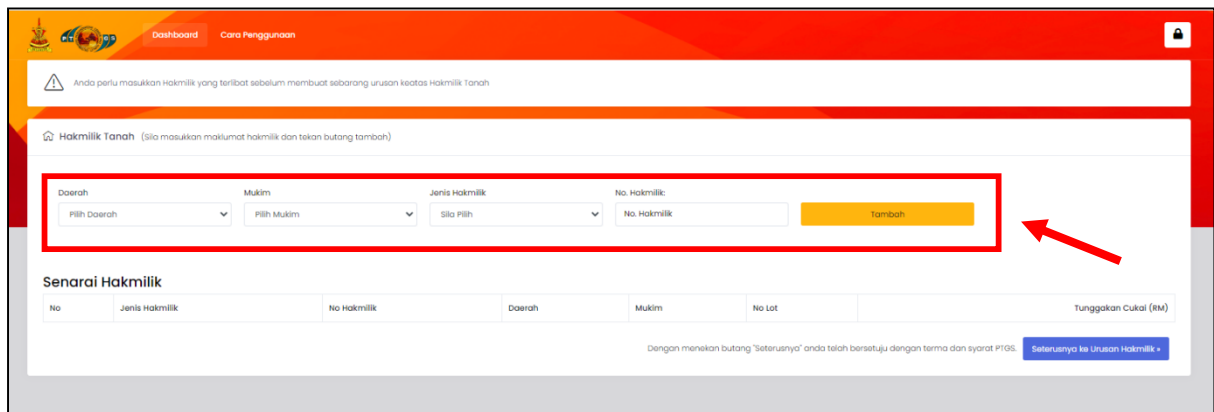 Dashboard Cara Penggunaan
Anda perlu masukkan Hakmilik yang terlibat sebelum membuat sebarang urusan keatas Hakmilik Tanah
Hakmilik Tanah (Sila masukkan maklumat hakmilik dan tekan butang tambah)
Daerah Mukim Jenis Hakmilik No. Hakmilik:
Pilih Daerah Pilih Mukim Sila Pilih No. Hakmilik Tambah
Senarai Hakmilik
No Jenis Hakmilik No Hakmilik Daerah Mukim No Lot Tunggakan Cukai (RM)
Dengan menekan butang "Seterusnya" anda telah bersetuju dengan terma dan syarat PTGS. Seterusnya ke Urusan Hakmilik »